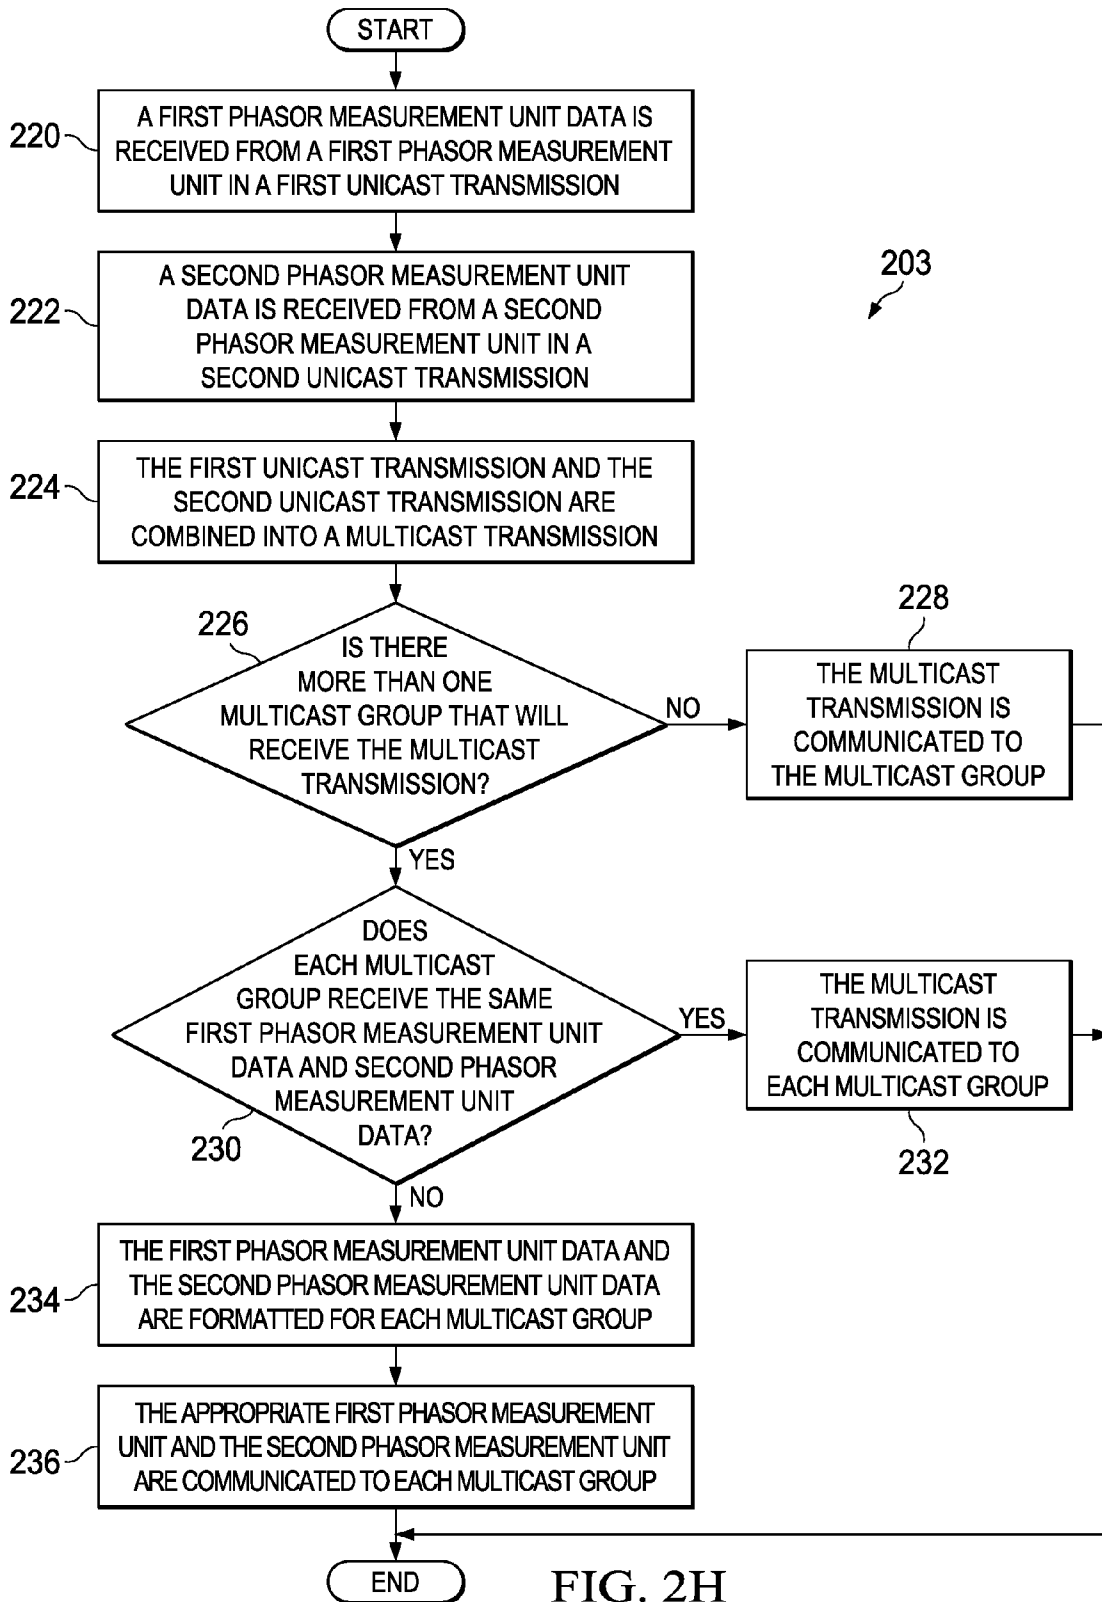 START
220
A FIRST PHASOR MEASUREMENT UNIT DATA IS
RECEIVED FROM A FIRST PHASOR MEASUREMENT
UNIT IN A FIRST UNICAST TRANSMISSION
203
222
A SECOND PHASOR MEASUREMENT UNIT
DATA IS RECEIVED FROM A SECOND
PHASOR MEASUREMENT UNIT IN A
SECOND UNICAST TRANSMISSION
224
THE FIRST UNICAST TRANSMISSION AND THE
SECOND UNICAST TRANSMISSION ARE
COMBINED INTO A MULTICAST TRANSMISSION
226
IS THERE
MORE THAN ONE
MULTICAST GROUP THAT WILL
RECEIVE THE MULTICAST
TRANSMISSION?
NO
228
THE MULTICAST
TRANSMISSION IS
COMMUNICATED TO
THE MULTICAST GROUP
YES
DOES
EACH MULTICAST
GROUP RECEIVE THE SAME
FIRST PHASOR MEASUREMENT UNIT
DATA AND SECOND PHASOR
MEASUREMENT UNIT
DATA?
230
YES
THE MULTICAST
TRANSMISSION IS
COMMUNICATED TO
EACH MULTICAST GROUP
232
NO
234
THE FIRST PHASOR MEASUREMENT UNIT DATA AND
THE SECOND PHASOR MEASUREMENT UNIT DATA
ARE FORMATTED FOR EACH MULTICAST GROUP
236
THE APPROPRIATE FIRST PHASOR MEASUREMENT
UNIT AND THE SECOND PHASOR MEASUREMENT UNIT
ARE COMMUNICATED TO EACH MULTICAST GROUP
END
FIG. 2H